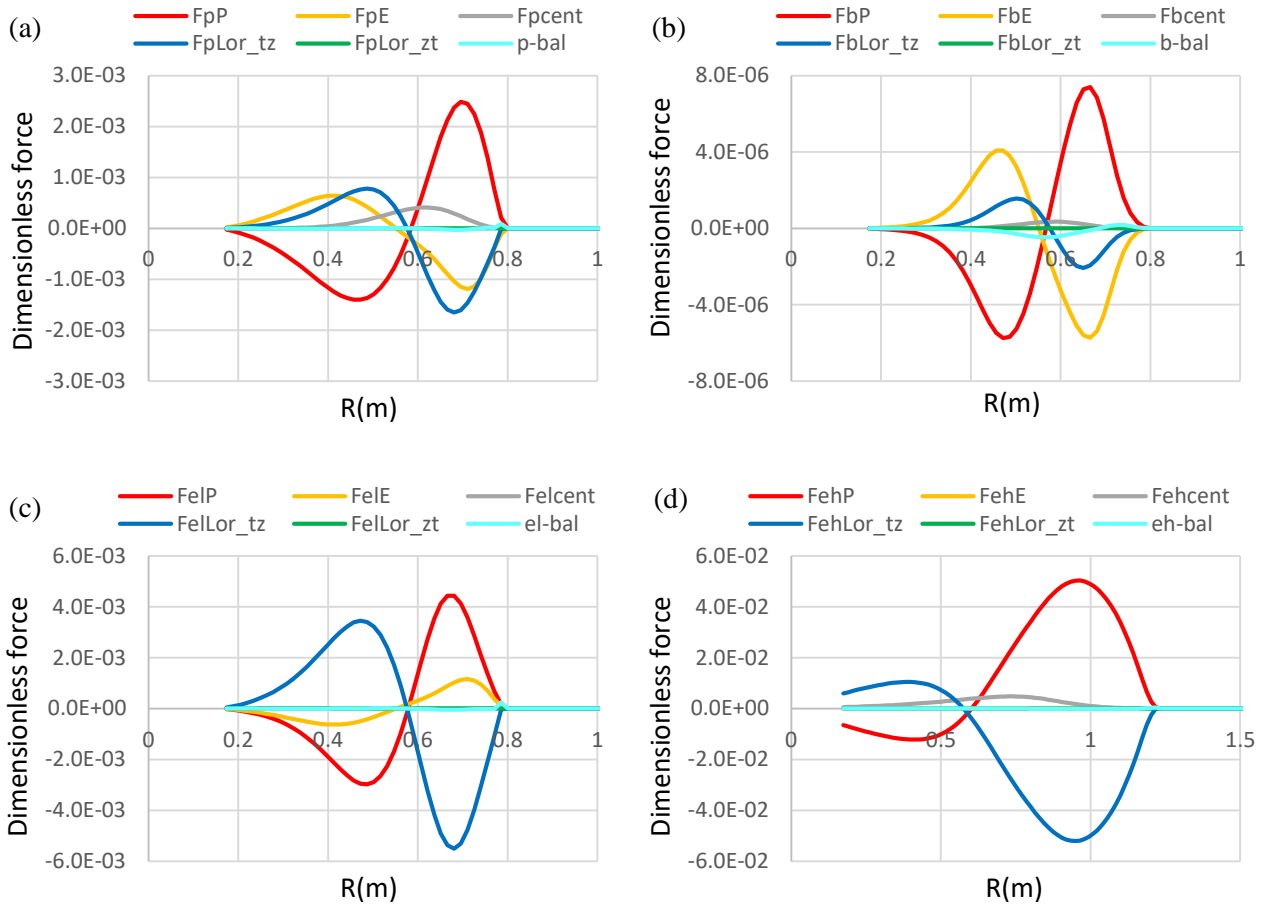 (a)
FpP FpE Fpcent
FpLor_tz FpLor_zt p-bal
3.0E-03
2.0E-03
1.0E-03
0.0E+00
-1.0E-03
-2.0E-03
-3.0E-03
0 0.2 0.4 0.6 0.8 1
Dimensionless force
R(m)
(b)
FbP FbE Fbcent
FbLor_tz FbLor_zt b-bal
8.0E-06
4.0E-06
0.0E+00
-4.0E-06
-8.0E-06
0 0.2 0.4 0.6 0.8 1
Dimensionless force
R(m)
(c)
FelP FelE Felcent
FelLor_tz FelLor_zt el-bal
6.0E-03
4.0E-03
2.0E-03
0.0E+00
-2.0E-03
-4.0E-03
-6.0E-03
0 0.2 0.4 0.6 0.8 1
Dimensionless force
R(m)
(d)
FehP FehE Fehcent
FehLor_tz FehLor_zt eh-bal
6.0E-02
4.0E-02
2.0E-02
0.0E+00
-2.0E-02
-4.0E-02
-6.0E-02
0 0.5 1 1.5
Dimensionless force
R(m)